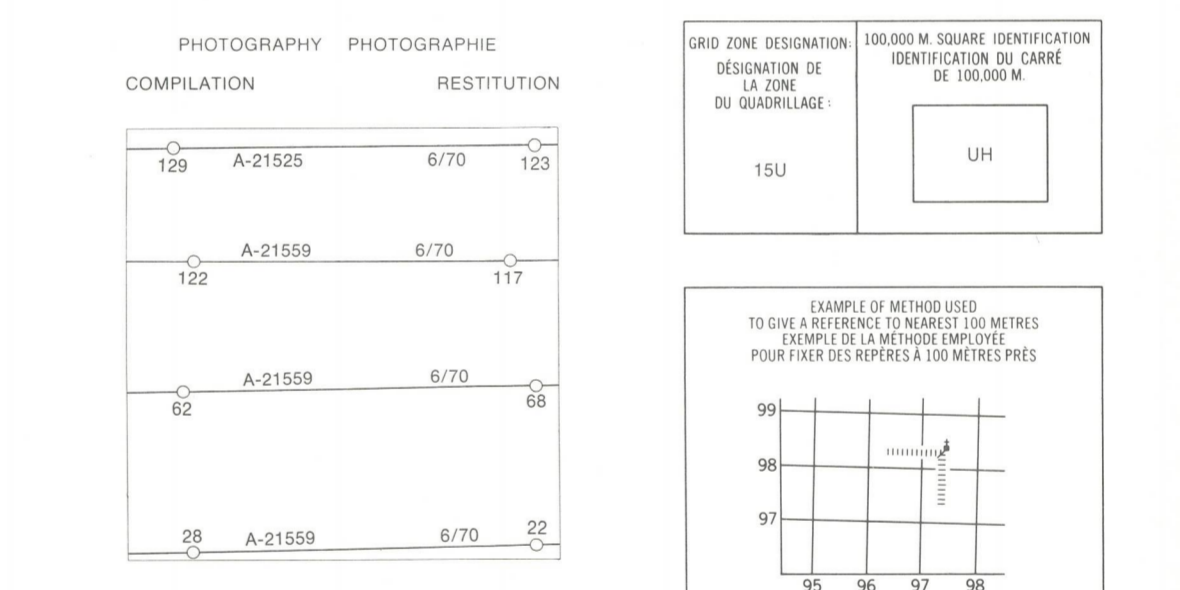 PHOTOGRAPHY PHOTOGRAPHIE
COMPILATION RESTITUTION
129 A-21525 6/70 123
A-21559 6/70
122 117
A-21559 6/70
62 68
28 A-21559 6/70 22
GRID ZONE DESIGNATION:
DÉSIGNATION DE
LA ZONE
DU QUADRILLAGE :
15U
100,000 M. SQUARE IDENTIFICATION
IDENTIFICATION DU CARRÉ
DE 100,000 M.
UH
EXAMPLE OF METHOD USED
TO GIVE A REFERENCE TO NEAREST 100 METRES
EXEMPLE DE LA MÉTHODE EMPLOYÉE
POUR FIXER DES REPÈRES À 100 MÈTRES PRÈS
99
98
97
95 96 97 98